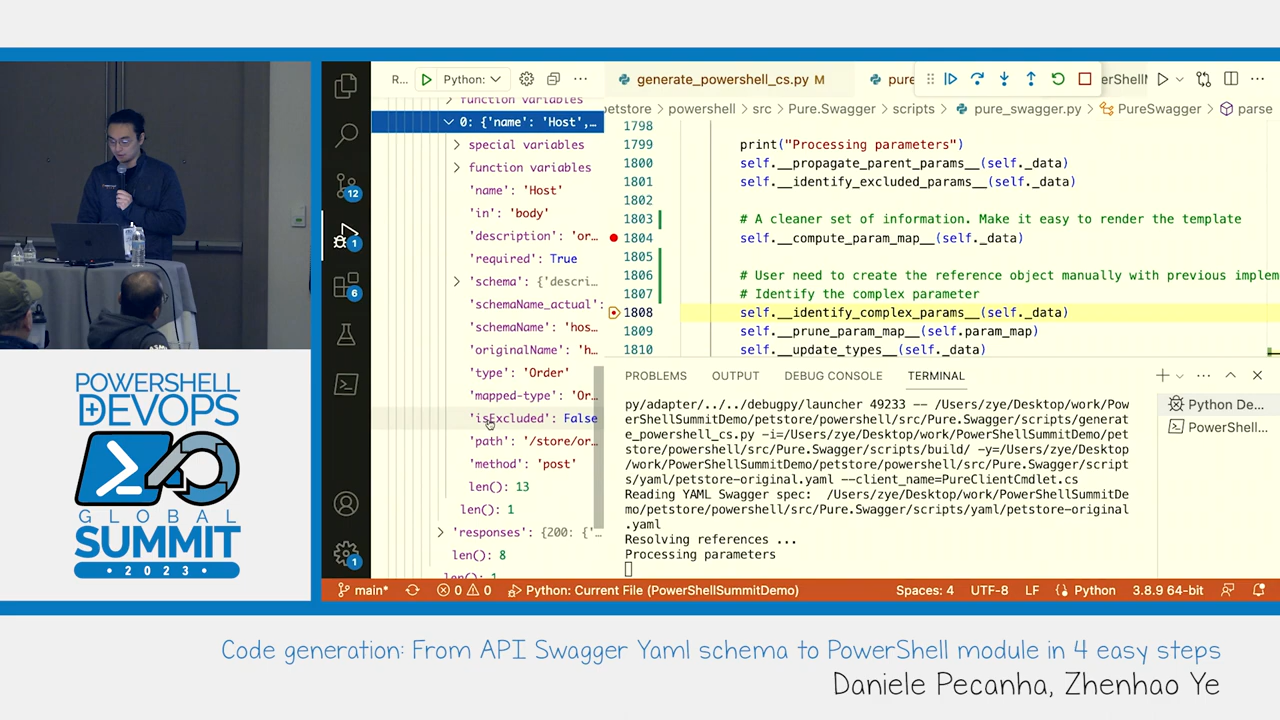 R... Python: ...
generate_powershell_cs.py M
pure
etstore > powershell > src > Pure.Swagger > scripts > pure_swagger.py > PureSwagger > parse
function variables
0: {'name': 'Host',...
special variables
function variables
'name': 'Host'
'in': 'body'
'description': 'or...
'required': True
'schema': {'descri...
'schemaName_actual':
'schemaName': 'hos...
'originalName': 'h...
'type': 'Order'
'mapped-type': 'Or...
'isExcluded': False
'path': '/store/or...
'method': 'post'
len(): 13
len(): 1
'responses': {200: {'...
len(): 8
len(): 1
1798
1799 print("Processing parameters")
1800 self.__propagate_parent_params__(self._data)
1801 self.__identify_excluded_params__(self._data)
1802
1803 # A cleaner set of information. Make it easy to render the template
1804 self.__compute_param_map__(self._data)
1805
1806 # User need to create the reference object manually with previous implem
1807 # Identify the complex parameter
1808 self.__identify_complex_params__(self._data)
1809 self.__prune_param_map__(self.param_map)
1810 self.__update_types__(self._data)
PROBLEMS OUTPUT DEBUG CONSOLE TERMINAL
py/adapter/../../debugpy/launcher 49233 -- /Users/zye/Desktop/work/Pow
erShellSummitDemo/petstore/powershell/src/Pure.Swagger/scripts/generat
e_powershell_cs.py -i=/Users/zye/Desktop/work/PowerShellSummitDemo/pet
store/powershell/src/Pure.Swagger/scripts/build/ -y=/Users/zye/Desktop
/work/PowerShellSummitDemo/petstore/powershell/src/Pure.Swagger/script
s/yaml/petstore-original.yaml --client_name=PureClientCmdlet.cs
Reading YAML Swagger spec: /Users/zye/Desktop/work/PowerShellSummitDe
mo/petstore/powershell/src/Pure.Swagger/scripts/yaml/petstore-original
.yaml
Resolving references ...
Processing parameters
Python De...
PowerShell...
12
1
6
1
main* 0 0 Python: Current File (PowerShellSummitDemo) Spaces: 4 UTF-8 LF Python 3.8.9 64-bit
POWERSHELL
+DEVOPS
GLOBAL
SUMMIT
• 2023 •
Code generation: From API Swagger Yaml schema to PowerShell module in 4 easy steps
Daniele Pecanha, Zhenhao Ye